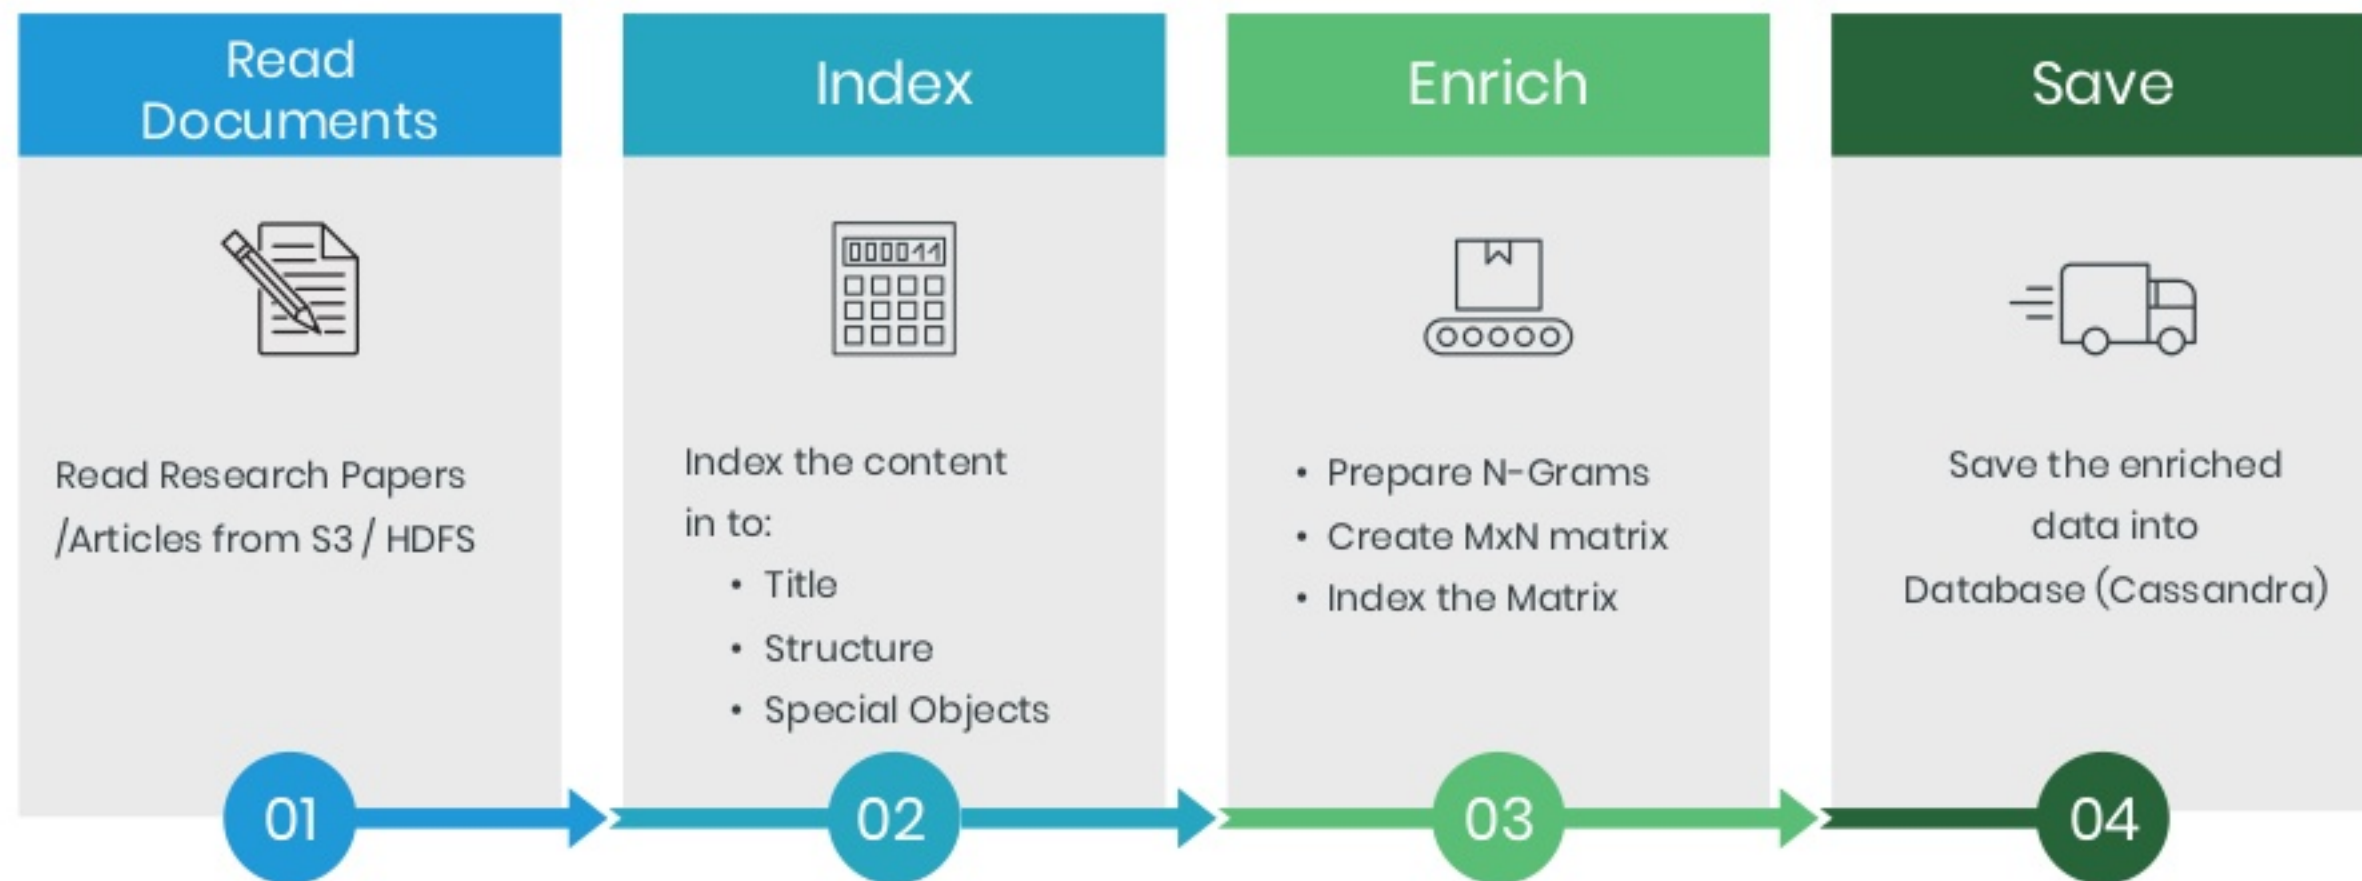 Read
Documents
Read Research Papers
/Articles from S3 / HDFS
01
Index
000011
Index the content
in to:
• Title
• Structure
• Special Objects
02
Enrich
• Prepare N-Grams
• Create MxN matrix
• Index the Matrix
03
Save
Save the enriched
data into
Database (Cassandra)
04